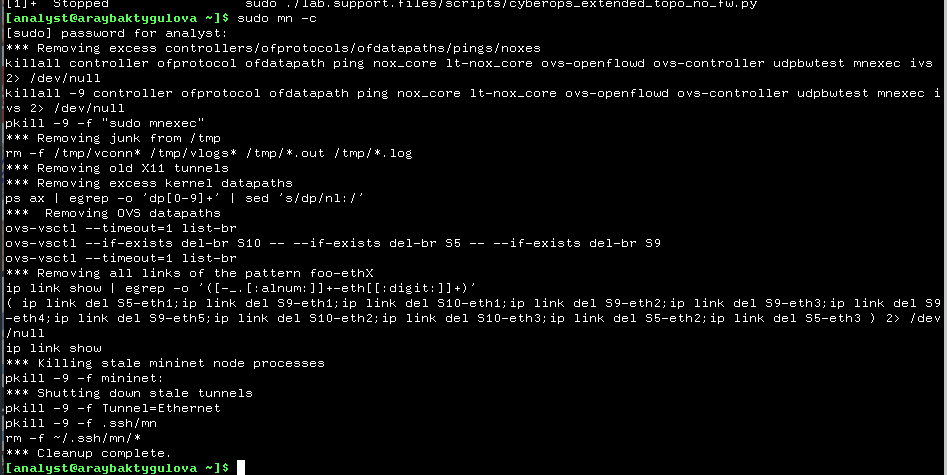 [1]+  Stopped                 sudo ./lab.support.files/scripts/cyberops_extended_topo_no_fw.py
[analyst@araybaktygulova ~]$ sudo mn -c
[sudo] password for analyst:
*** Removing excess controllers/ofprotocols/ofdatapaths/pings/noxes
killall controller ofprotocol ofdatapath ping nox_core lt-nox_core ovs-openflowd ovs-controller udpbwtest mnexec ivs
2> /dev/null
killall -9 controller ofprotocol ofdatapath ping nox_core lt-nox_core ovs-openflowd ovs-controller udpbwtest mnexec i
vs 2> /dev/null
pkill -9 -f "sudo mnexec"
*** Removing junk from /tmp
rm -f /tmp/vconn* /tmp/vlogs* /tmp/*.out /tmp/*.log
*** Removing old X11 tunnels
*** Removing excess kernel datapaths
ps ax | egrep -o 'dp[0-9]+' | sed 's/dp/nl:/'
***  Removing OVS datapaths
ovs-vsctl --timeout=1 list-br
ovs-vsctl --if-exists del-br S10 -- --if-exists del-br S5 -- --if-exists del-br S9
ovs-vsctl --timeout=1 list-br
*** Removing all links of the pattern foo-ethX
ip link show | egrep -o '([-_.[:alnum:]]+-eth[[:digit:]]+)'
( ip link del S5-eth1;ip link del S9-eth1;ip link del S10-eth1;ip link del S9-eth2;ip link del S9-eth3;ip link del S9
-eth4;ip link del S9-eth5;ip link del S10-eth2;ip link del S10-eth3;ip link del S5-eth2;ip link del S5-eth3 ) 2> /dev
/null
ip link show
*** Killing stale mininet node processes
pkill -9 -f mininet:
*** Shutting down stale tunnels
pkill -9 -f Tunnel=Ethernet
pkill -9 -f .ssh/mn
rm -f ~/.ssh/mn/*
*** Cleanup complete.
[analyst@araybaktygulova ~]$